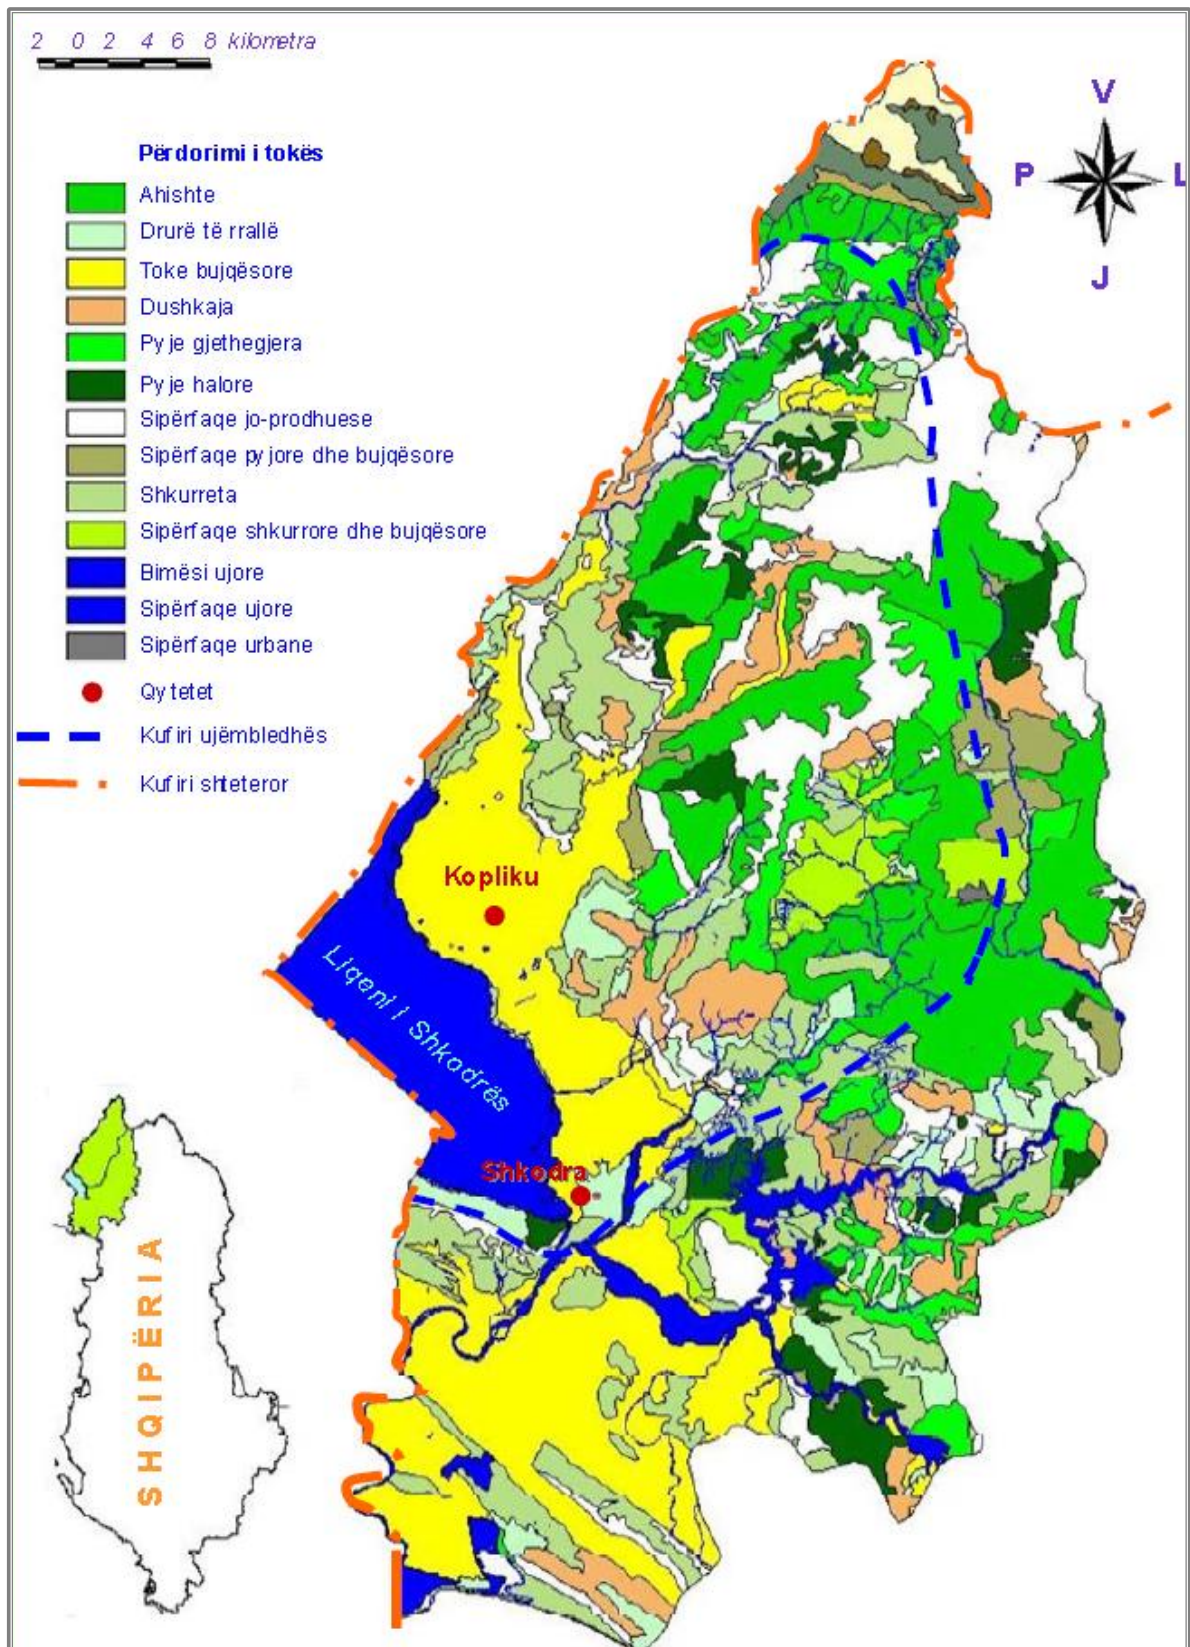 2 0 2 4 6 8 kilometra
V
P L
J
Përdorimi i tokës
Ahishte
Drurë të rrallë
Toke bujqësore
Dushkaja
Pyje gjethegjera
Pyje halore
Sipërfaqe jo-prodhuese
Sipërfaqe pyjore dhe bujqësore
Shkurreta
Sipërfaqe shkurrore dhe bujqësore
Bimësi ujore
Sipërfaqe ujore
Sipërfaqe urbane
Qytetet
Kufiri ujëmbledhës
Kufiri shteteror
Kopliku
Liqeni i Shkodrës
Shkodra
SHQIPËRIA